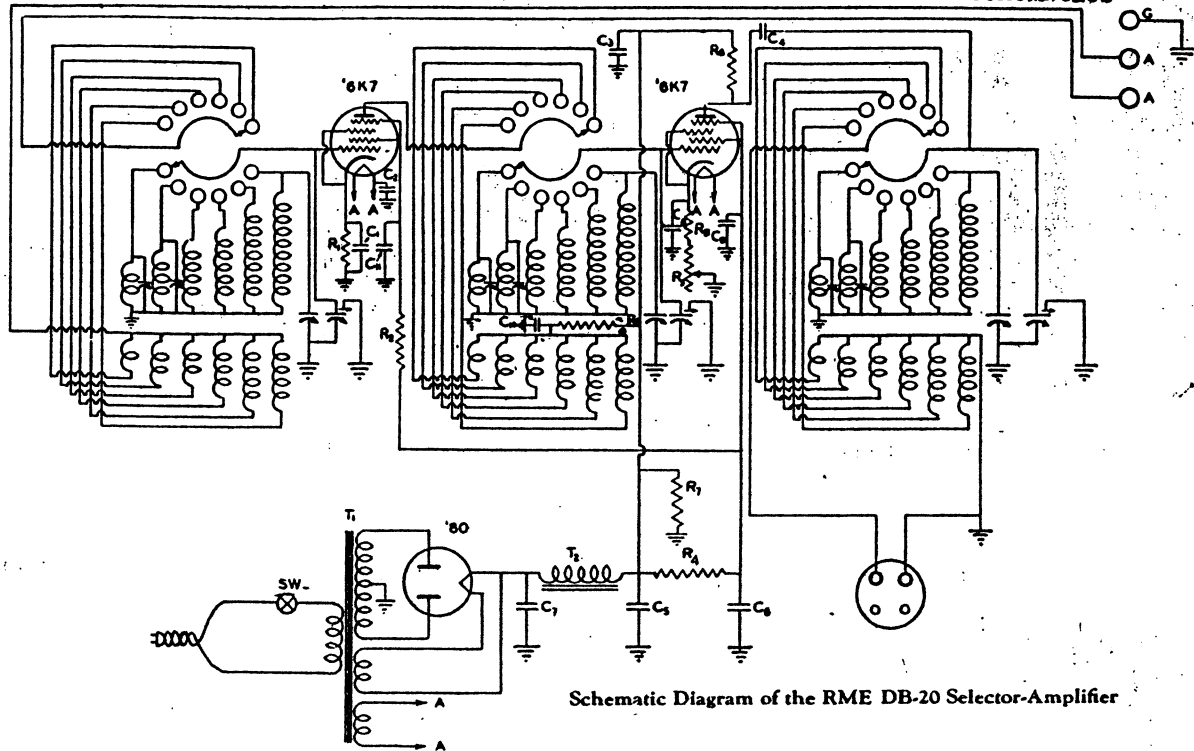 G
A
A
C3
R6
C4
'6K7
'6K7
C2
A A
R1
C1
R2
A A
R3
R7
T1
'80
T2
R4
SW-
C7
C5
C6
A
A
Schematic Diagram of the RME DB-20 Selector-Amplifier